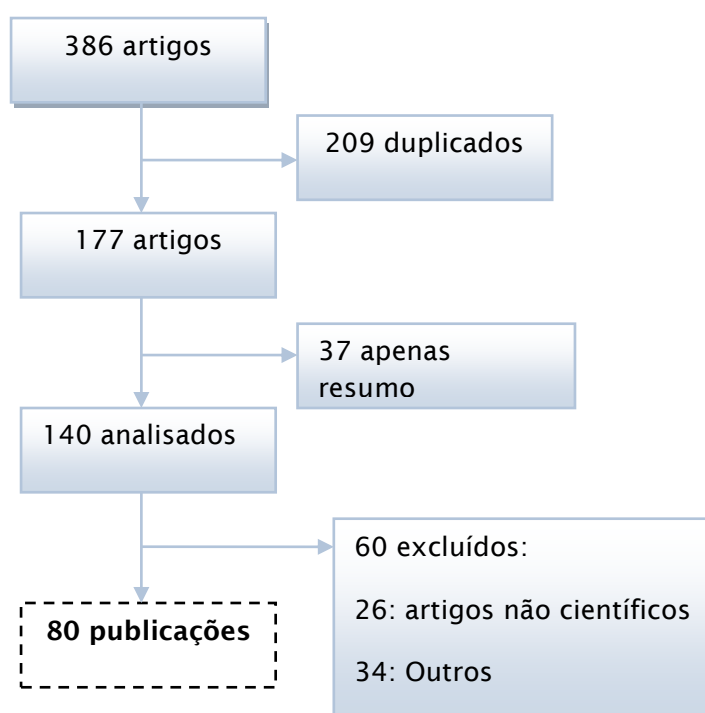 386 artigos
209 duplicados
177 artigos
37 apenas
resumo
140 analisados
60 excluídos:
26: artigos não científicos
34: Outros
80 publicações